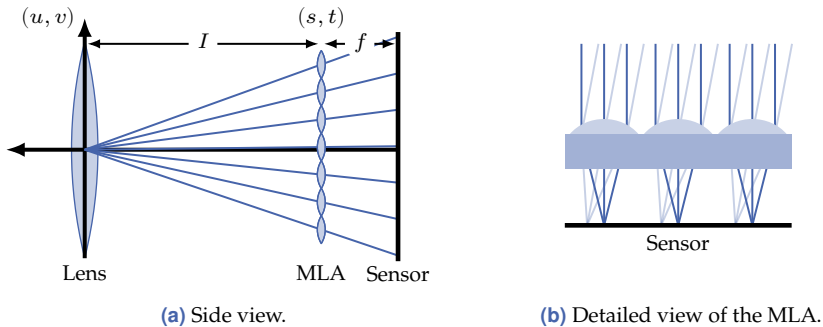 (u, v)
(s, t)
I
f
Lens
MLA
Sensor
(a) Side view.
Sensor
(b) Detailed view of the MLA.